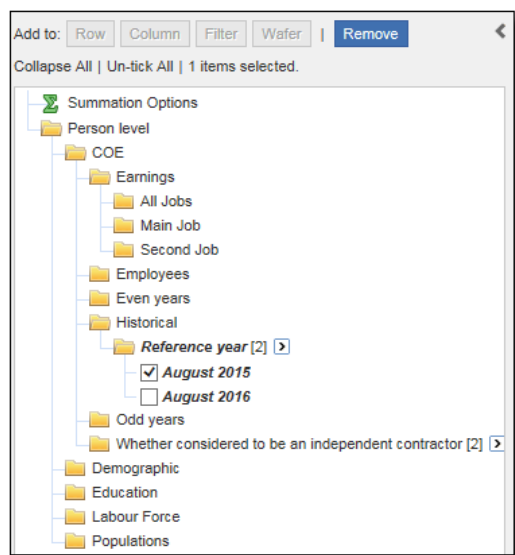 Add to: Row Column Filter Wafer | Remove
Collapse All | Un-tick All | 1 items selected.
Summation Options
Person level
COE
Earnings
All Jobs
Main Job
Second Job
Employees
Even years
Historical
Reference year [2]
August 2015
August 2016
Odd years
Whether considered to be an independent contractor [2]
Demographic
Education
Labour Force
Populations